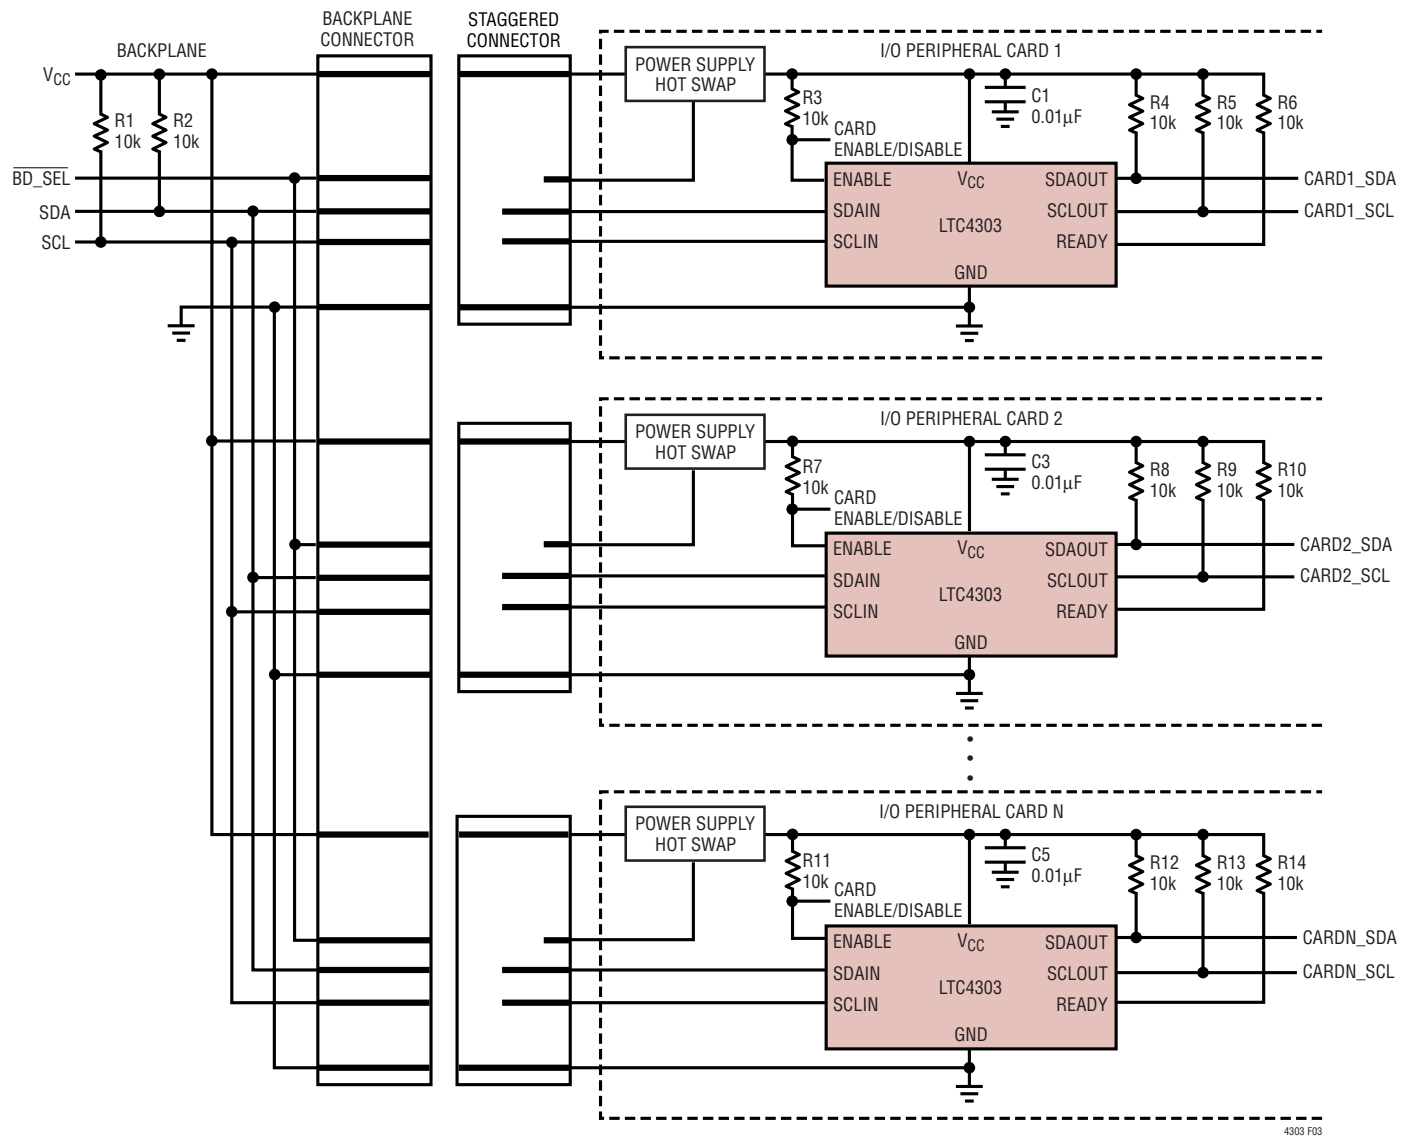 BACKPLANE
BACKPLANE
CONNECTOR
STAGGERED
CONNECTOR
VCC
R1
10k
R2
10k
BD_SEL
SDA
SCL
I/O PERIPHERAL CARD 1
POWER SUPPLY
HOT SWAP
R3
10k
CARD
ENABLE/DISABLE
C1
0.01μF
R4
10k
R5
10k
R6
10k
ENABLE
VCC
SDAOUT
CARD1_SDA
SDAIN
LTC4303
SCLOUT
CARD1_SCL
SCLIN
READY
GND
I/O PERIPHERAL CARD 2
POWER SUPPLY
HOT SWAP
R7
10k
CARD
ENABLE/DISABLE
C3
0.01μF
R8
10k
R9
10k
R10
10k
ENABLE
VCC
SDAOUT
CARD2_SDA
SDAIN
LTC4303
SCLOUT
CARD2_SCL
SCLIN
READY
GND
I/O PERIPHERAL CARD N
POWER SUPPLY
HOT SWAP
R11
10k
CARD
ENABLE/DISABLE
C5
0.01μF
R12
10k
R13
10k
R14
10k
ENABLE
VCC
SDAOUT
CARDN_SDA
SDAIN
LTC4303
SCLOUT
CARDN_SCL
SCLIN
READY
GND
4303 F03